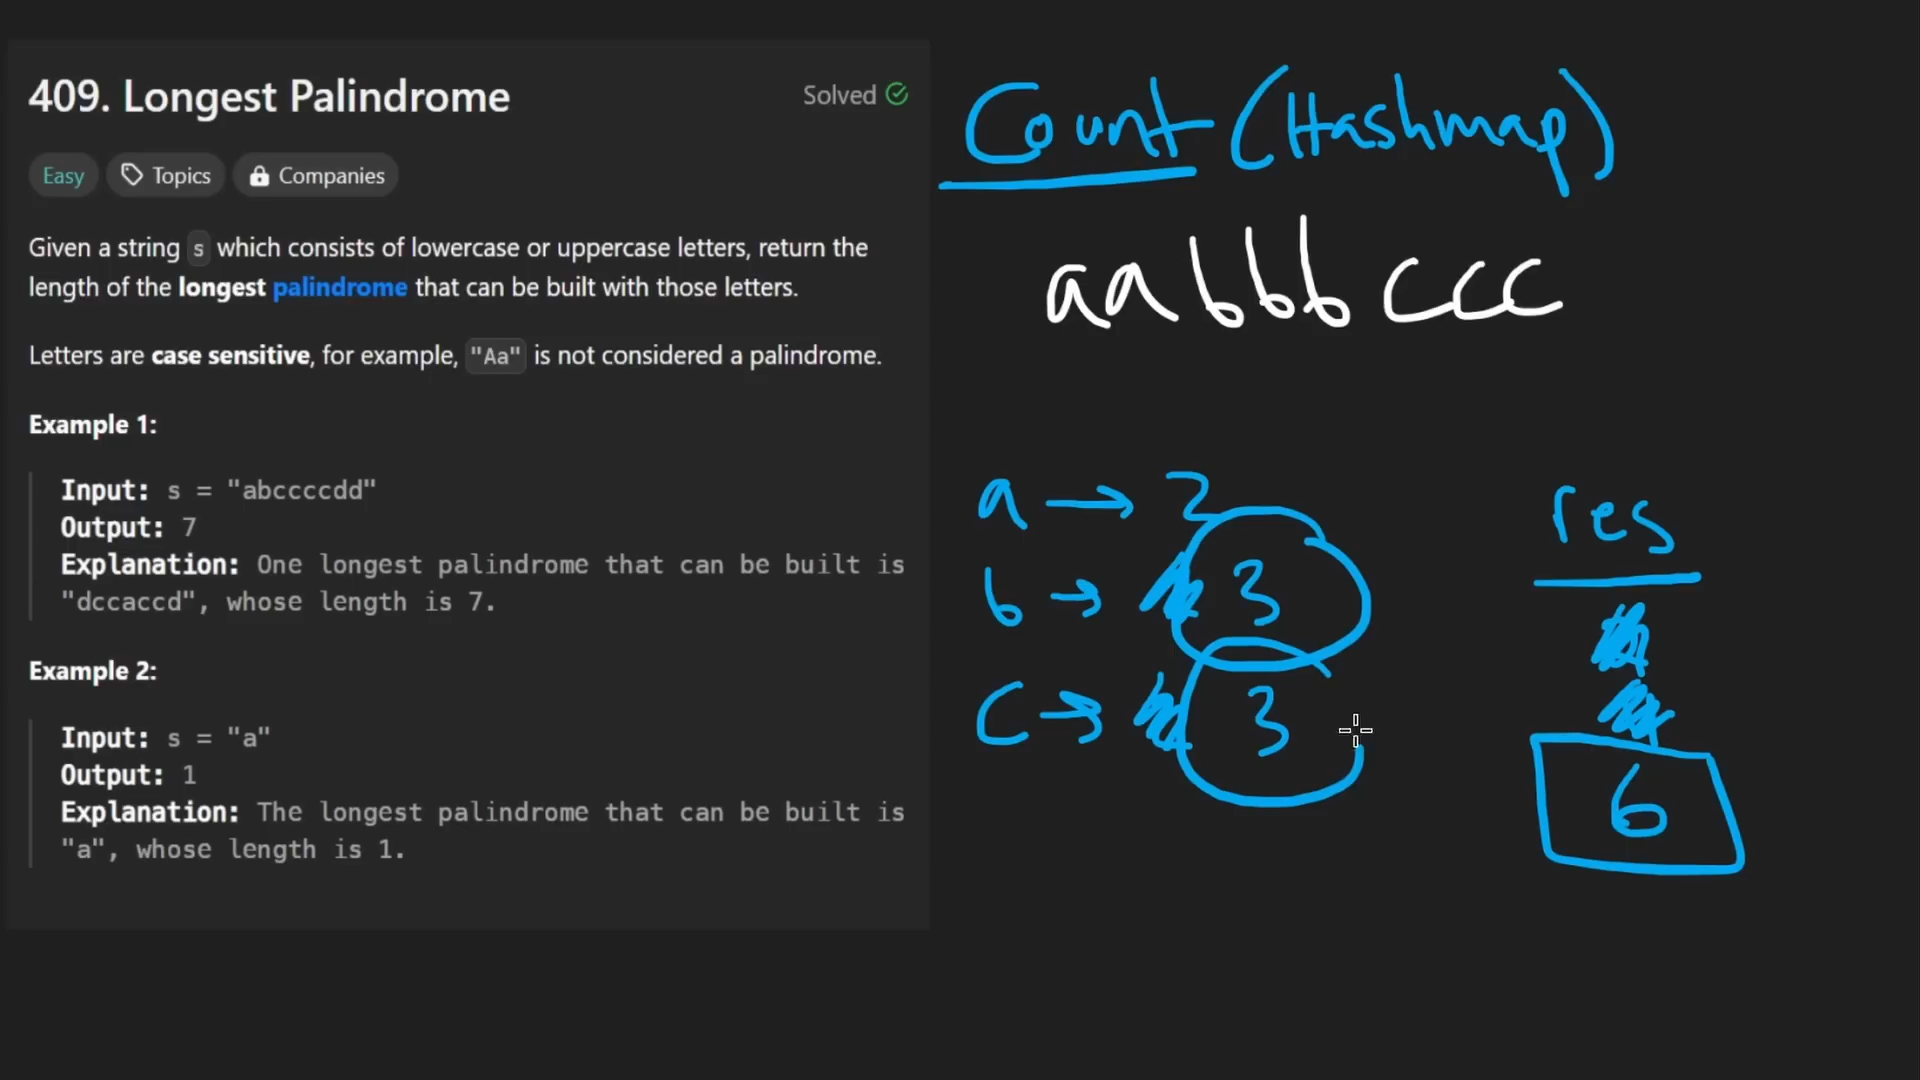 409. Longest Palindrome
Solved
Easy
Topics
Companies
Given a string s which consists of lowercase or uppercase letters, return the
length of the longest palindrome that can be built with those letters.
Letters are case sensitive, for example, "Aa" is not considered a palindrome.
Example 1:
Input: s = "abccccdd"
Output: 7
Explanation: One longest palindrome that can be built is
"dccaccd", whose length is 7.
Example 2:
Input: s = "a"
Output: 1
Explanation: The longest palindrome that can be built is
"a", whose length is 1.
Count (Hashmap)
aabbbccc
a → 2
b → 3
c → 3
res
6